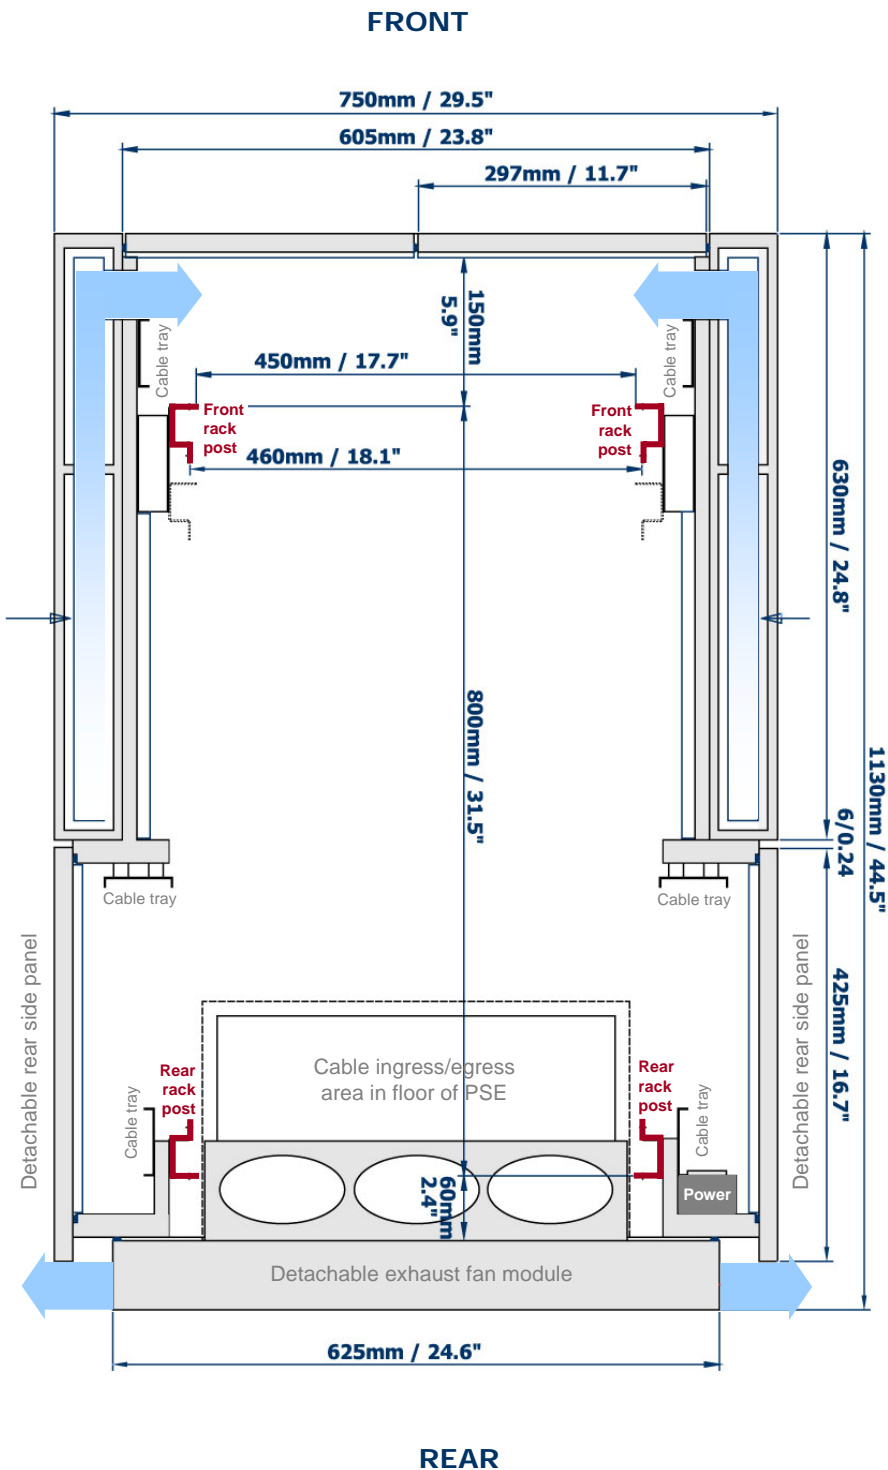 FRONT
750mm / 29.5"
605mm / 23.8"
297mm / 11.7"
150mm
5.9"
Cable tray
Cable tray
450mm / 17.7"
Front
rack
post
Front
rack
post
460mm / 18.1"
630mm / 24.8"
800mm / 31.5"
1130mm / 44.5"
6/0.24
Cable tray
Cable tray
Detachable rear side panel
Detachable rear side panel
425mm / 16.7"
Cable ingress/egress
area in floor of PSE
Rear
rack
post
Rear
rack
post
Cable tray
Cable tray
60mm
2.4"
Power
Detachable exhaust fan module
625mm / 24.6"
REAR